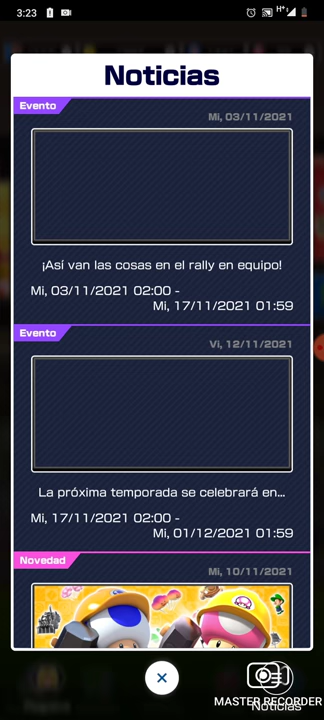 3:23
H+
Noticias
Evento
Mi, 03/11/2021
¡Así van las cosas en el rally en equipo!
Mi, 03/11/2021 02:00 -
Mi, 17/11/2021 01:59
Evento
Vi, 12/11/2021
La próxima temporada se celebrará en...
Mi, 17/11/2021 02:00 -
Mi, 01/12/2021 01:59
Novedad
Mi, 10/11/2021
MASTER RECORDER
Noticias